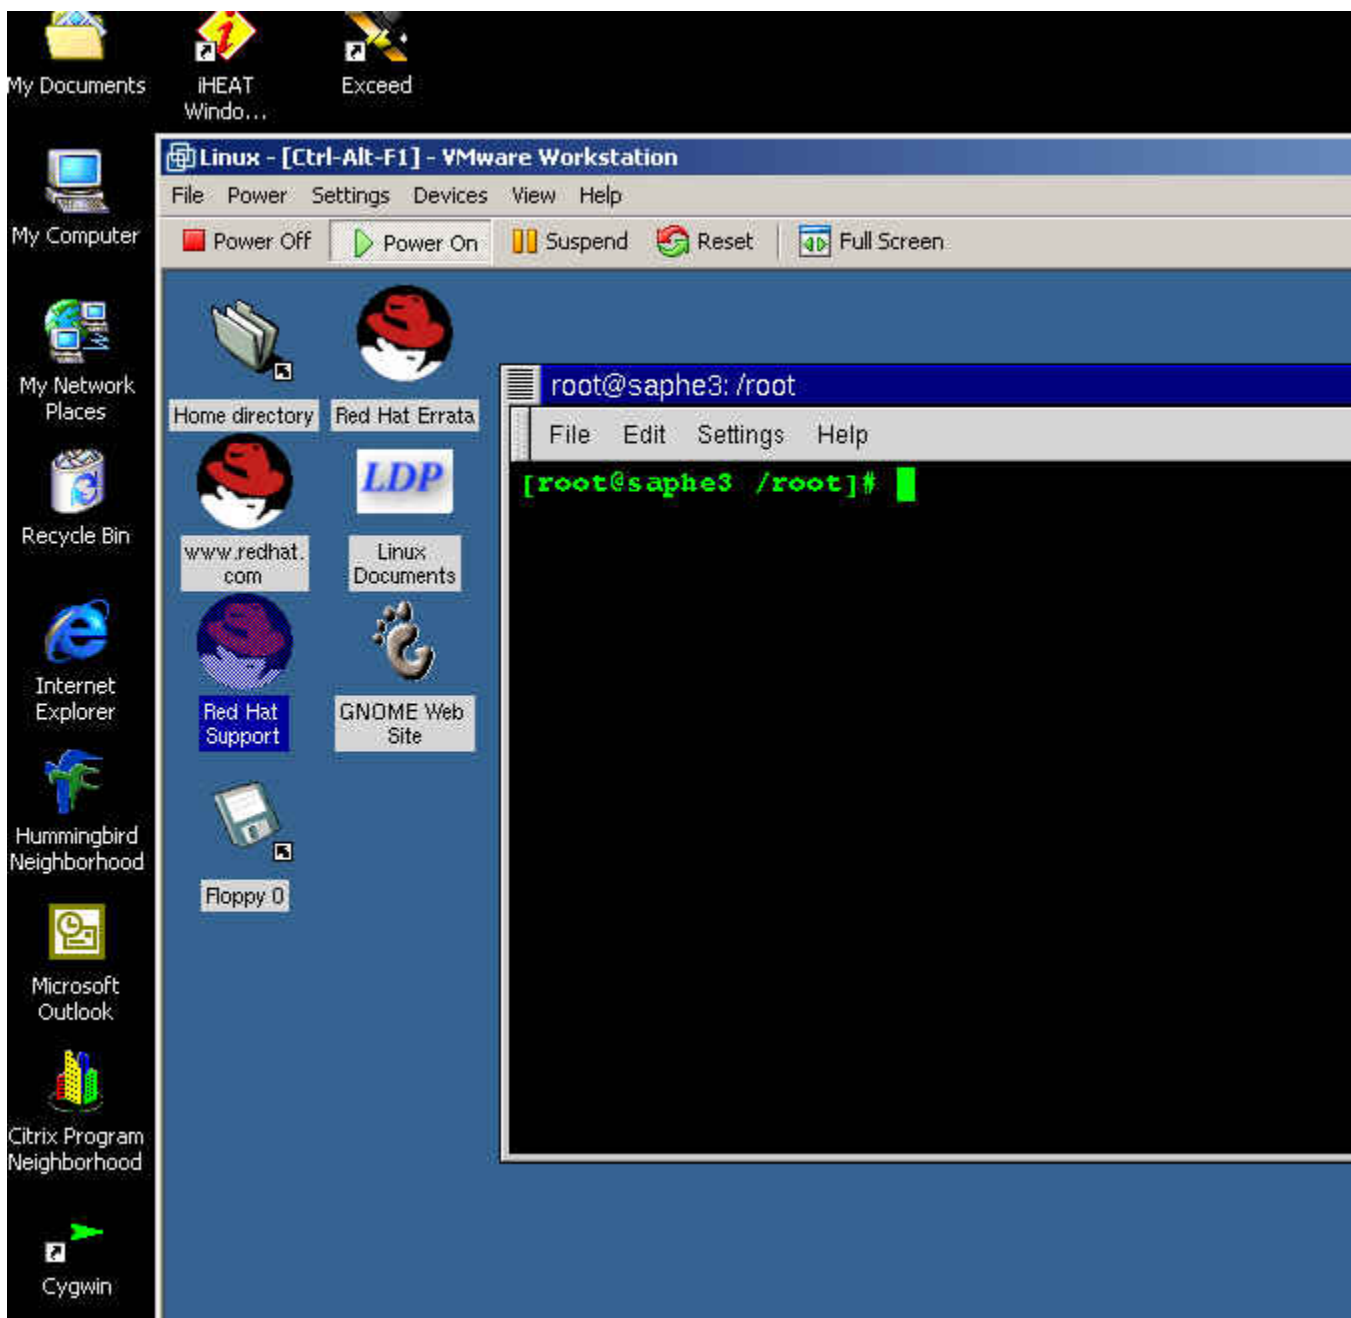 My Documents
iHEAT
Windo...
Exceed
My Computer
My Network
Places
Recycle Bin
Internet
Explorer
Hummingbird
Neighborhood
Microsoft
Outlook
Citrix Program
Neighborhood
Cygwin
Linux - [Ctrl-Alt-F1] - VMware Workstation
File Power Settings Devices View Help
Power Off Power On Suspend Reset Full Screen
Home directory
Red Hat Errata
www.redhat.
com
LDP
Linux
Documents
Red Hat
Support
GNOME Web
Site
Floppy 0
root@saphe3: /root
File Edit Settings Help
[root@saphe3 /root]#